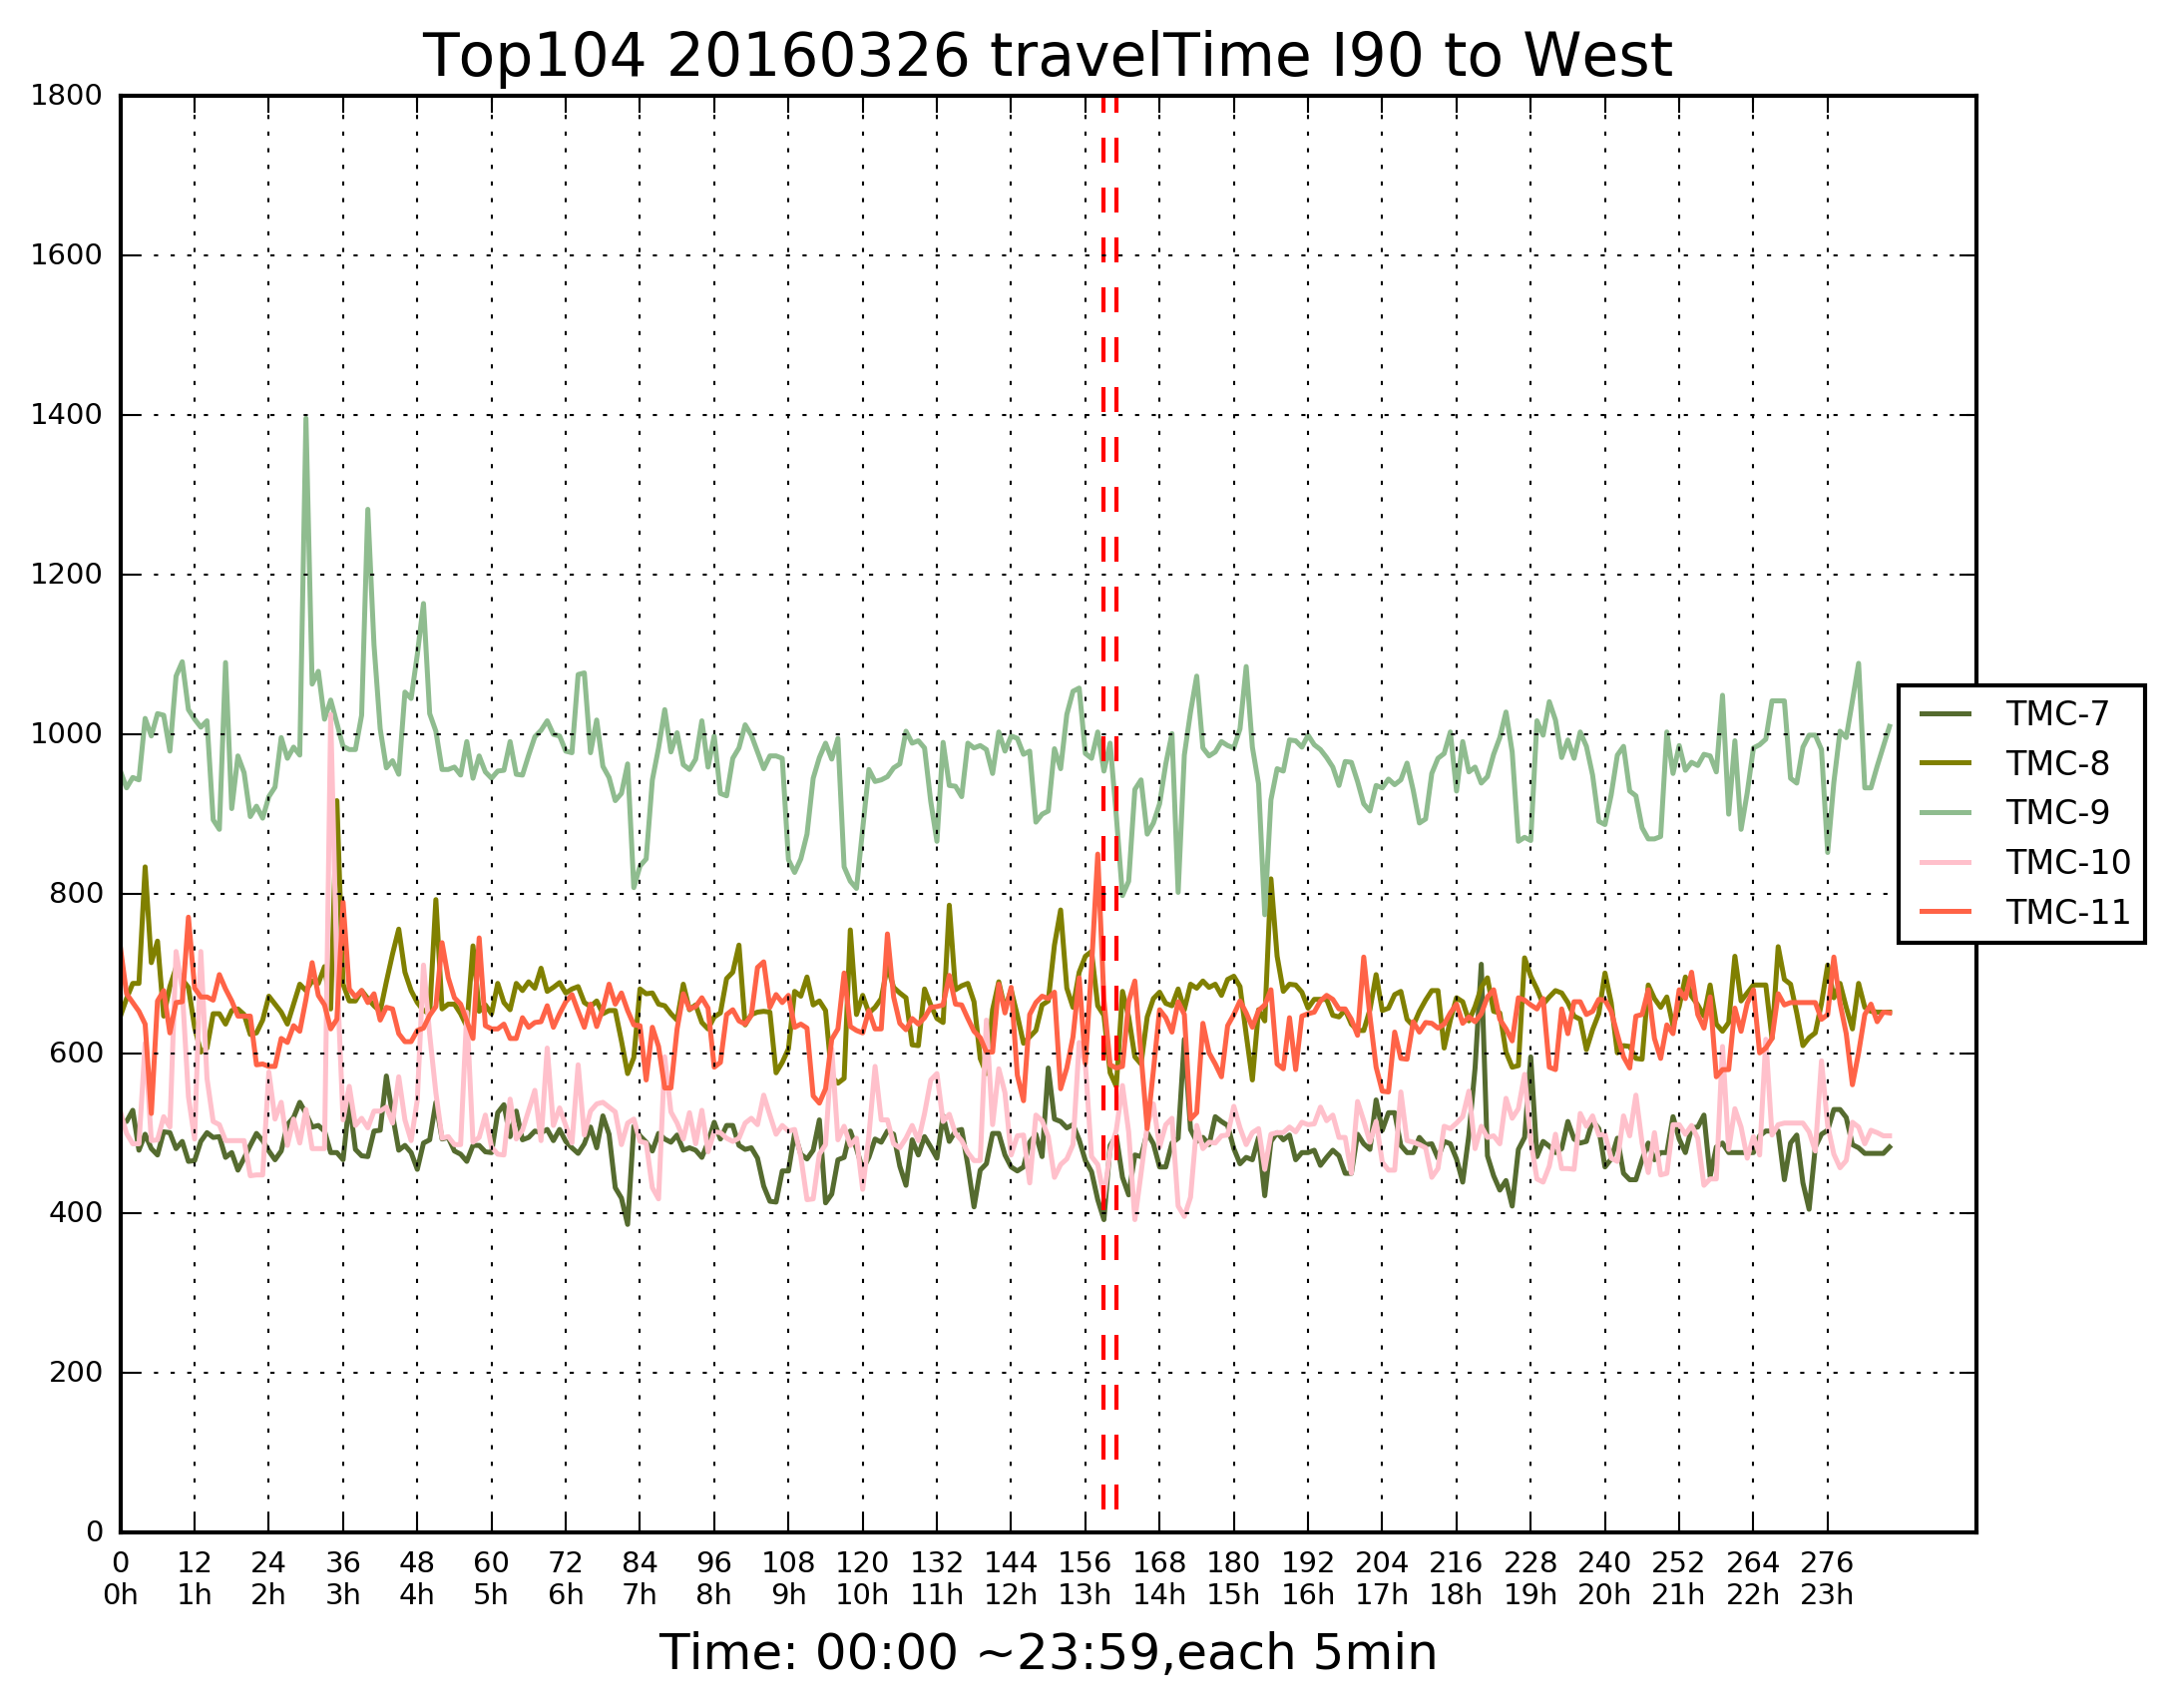 Top104 20160326 travelTime I90 to West
1800
1600
1400
1200
1000
800
600
400
200
0
TMC-7
TMC-8
TMC-9
TMC-10
TMC-11
0 12 24 36 48 60 72 84 96 108 120 132 144 156 168 180 192 204 216 228 240 252 264 276
0h 1h 2h 3h 4h 5h 6h 7h 8h 9h 10h 11h 12h 13h 14h 15h 16h 17h 18h 19h 20h 21h 22h 23h
Time: 00:00 ~23:59,each 5min